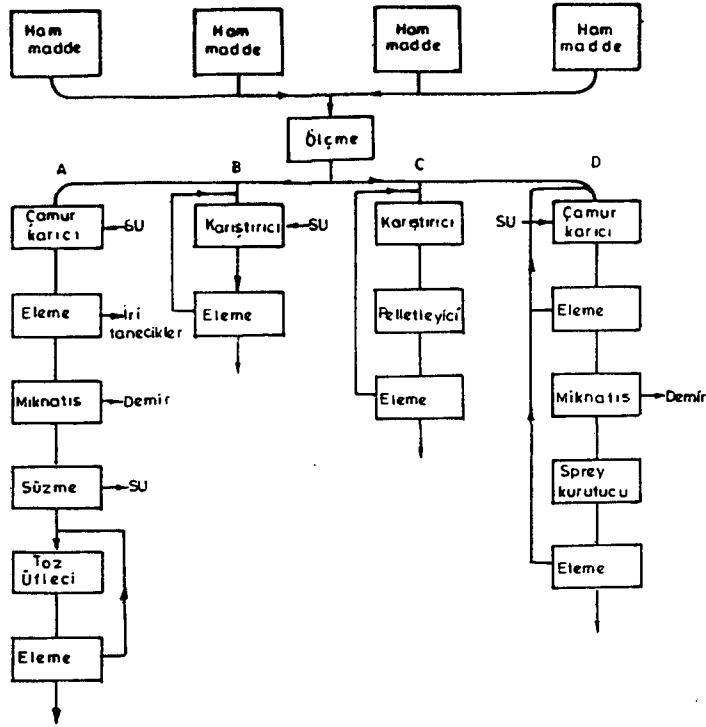 Ham
madde
Ham
madde
Ham
madde
Ham
madde
Ölçme
A
B
C
D
Çamur
karıcı
SU
Eleme
İri
tanecikler
Mıknatıs
Demir
Süzme
SU
Toz
Üfleci
Eleme
Karıştırıcı
SU
Eleme
Karıştırıcı
Pelletleyici
Eleme
SU
Çamur
karıcı
Eleme
Mıknatıs
Demir
Sprey
kurutucu
Eleme